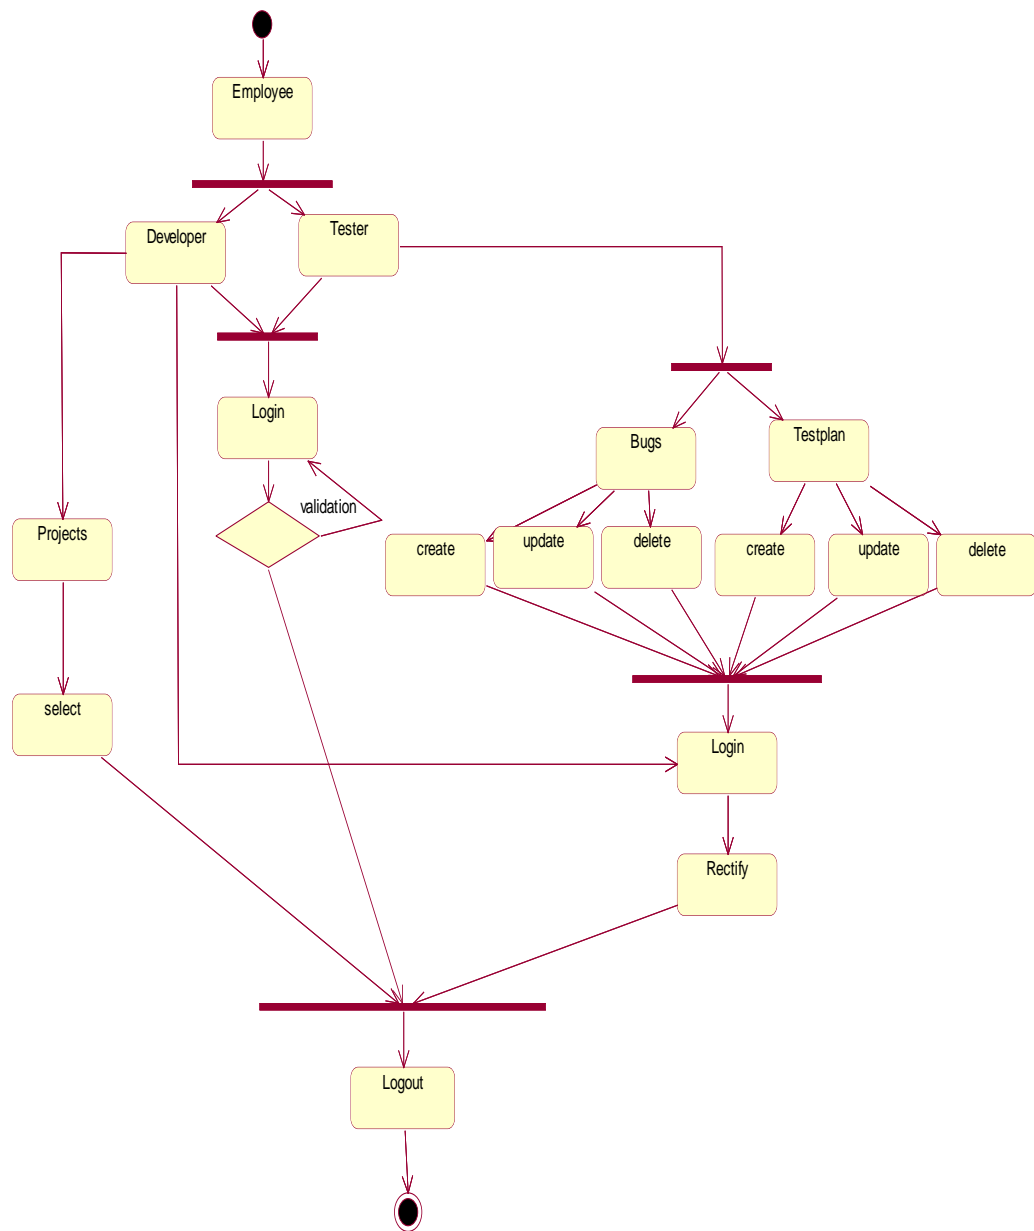 Employee
Developer
Tester
Login
validation
Bugs
Testplan
Projects
create
update
delete
create
update
delete
select
Login
Rectify
Logout